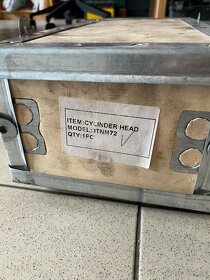 ITEM:CYLINDER HEAD
MODEL:ITNM72
QTY:1PC